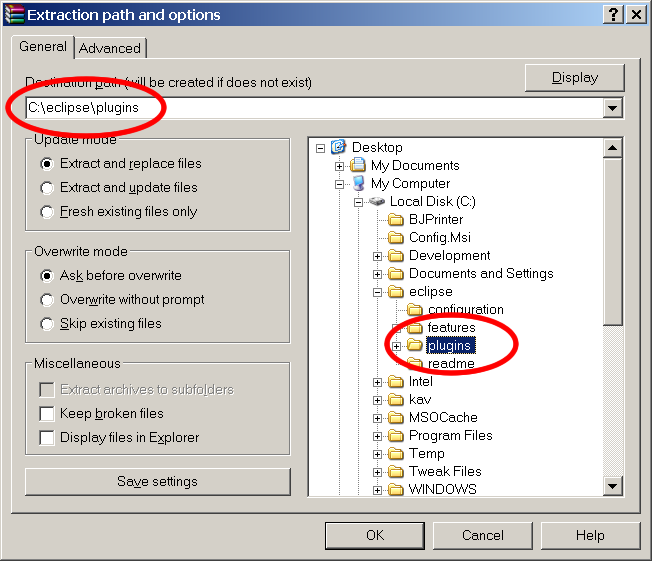 Extraction path and options
General
Advanced
Destination path (will be created if does not exist)
Display
C:\eclipse\plugins
Update mode
Extract and replace files
Extract and update files
Fresh existing files only
Overwrite mode
Ask before overwrite
Overwrite without prompt
Skip existing files
Miscellaneous
Extract archives to subfolders
Keep broken files
Display files in Explorer
Save settings
Desktop
My Documents
My Computer
Local Disk (C:)
BJPrinter
Config.Msi
Development
Documents and Settings
eclipse
configuration
features
plugins
readme
Intel
kav
MSOCache
Program Files
Temp
Tweak Files
WINDOWS
OK
Cancel
Help